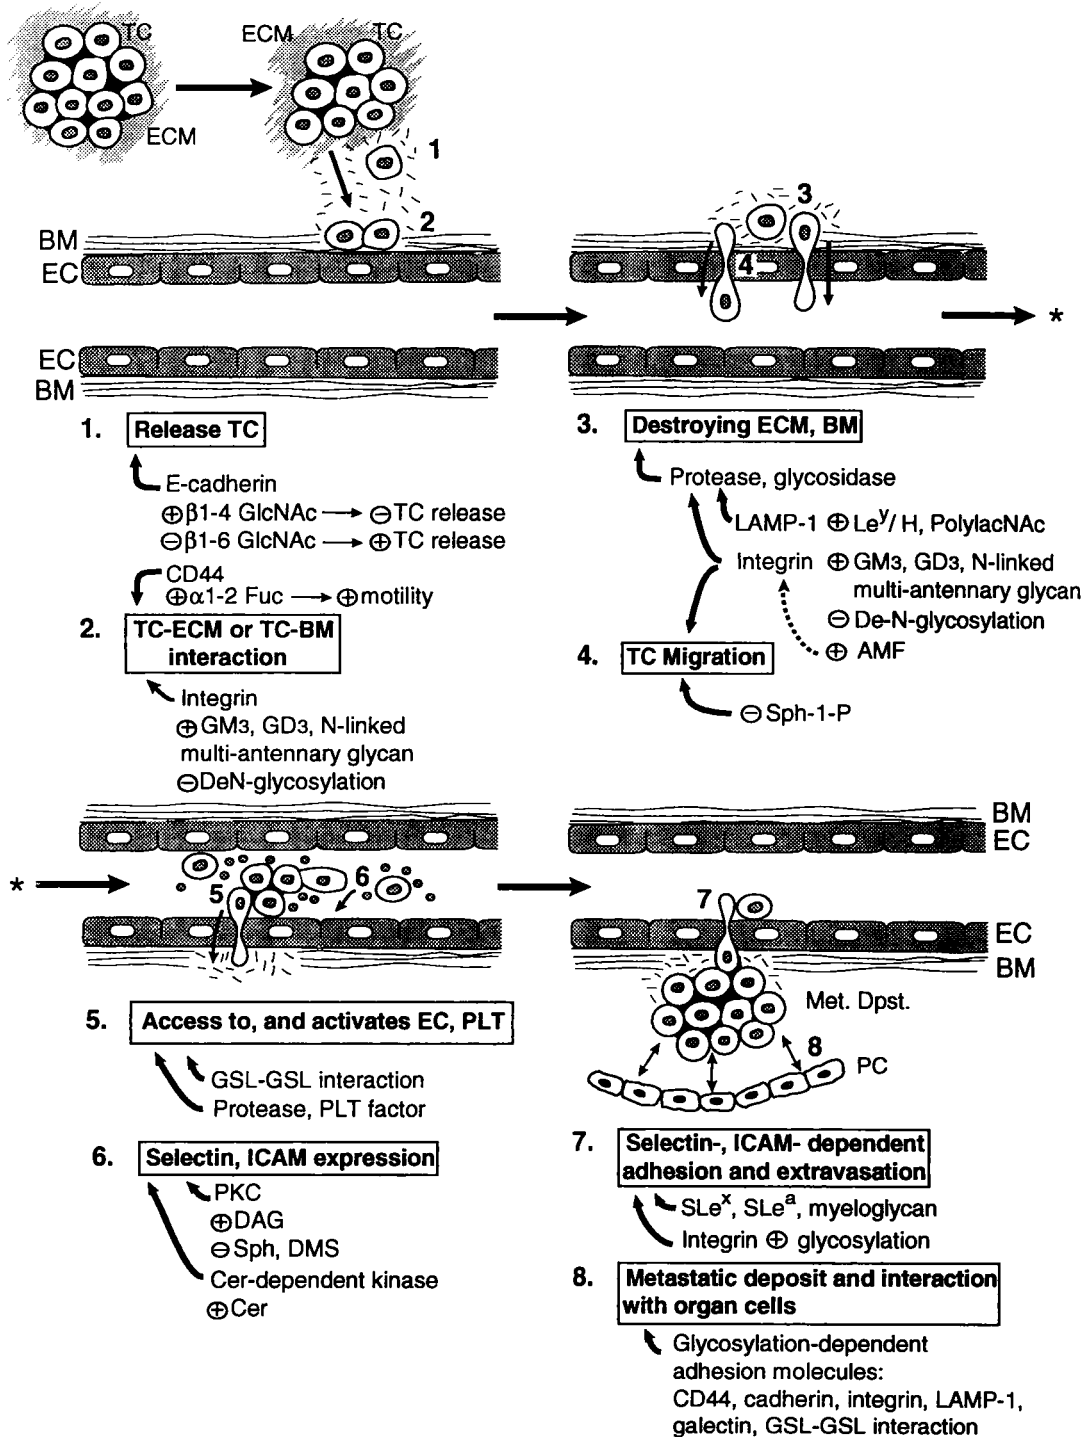 TC
ECM
ECM
TC
1
2
BM
EC
EC
BM
3
4
*
1. Release TC
E-cadherin
⊕β1-4 GlcNAc → ⊖TC release
⊖β1-6 GlcNAc → ⊕TC release
CD44
⊕α1-2 Fuc → ⊕motility
2. TC-ECM or TC-BM
interaction
Integrin
⊕GM3, GD3, N-linked
multi-antennary glycan
⊖DeN-glycosylation
3. Destroying ECM, BM
Protease, glycosidase
LAMP-1 ⊕ Le^y/ H, PolylacNAc
Integrin ⊕ GM3, GD3, N-linked
multi-antennary glycan
⊖ De-N-glycosylation
⊕ AMF
4. TC Migration
⊖ Sph-1-P
*
5
6
BM
EC
7
EC
BM
Met. Dpst.
8
PC
5. Access to, and activates EC, PLT
GSL-GSL interaction
Protease, PLT factor
6. Selectin, ICAM expression
PKC
⊕DAG
⊖Sph, DMS
Cer-dependent kinase
⊕Cer
7. Selectin-, ICAM- dependent
adhesion and extravasation
SLe^x, SLe^a, myeloglycan
Integrin ⊕ glycosylation
8. Metastatic deposit and interaction
with organ cells
Glycosylation-dependent
adhesion molecules:
CD44, cadherin, integrin, LAMP-1,
galectin, GSL-GSL interaction